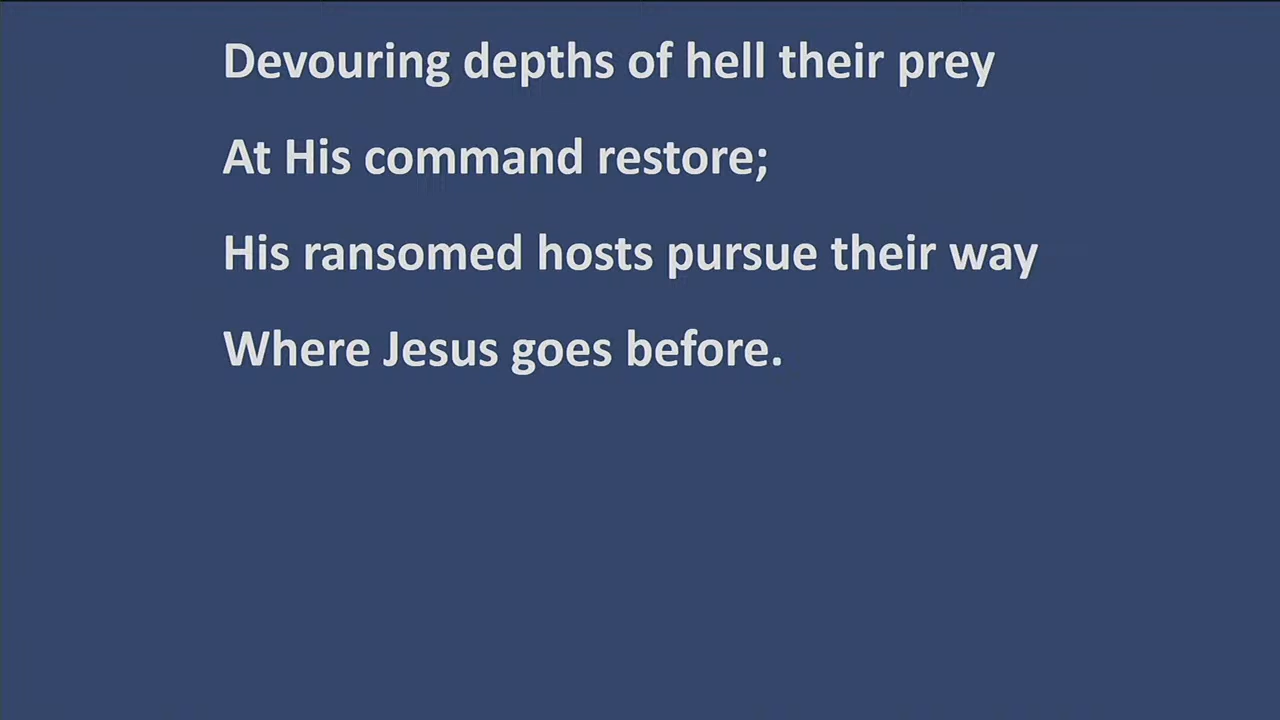 Devouring depths of hell their prey
At His command restore;
His ransomed hosts pursue their way
Where Jesus goes before.